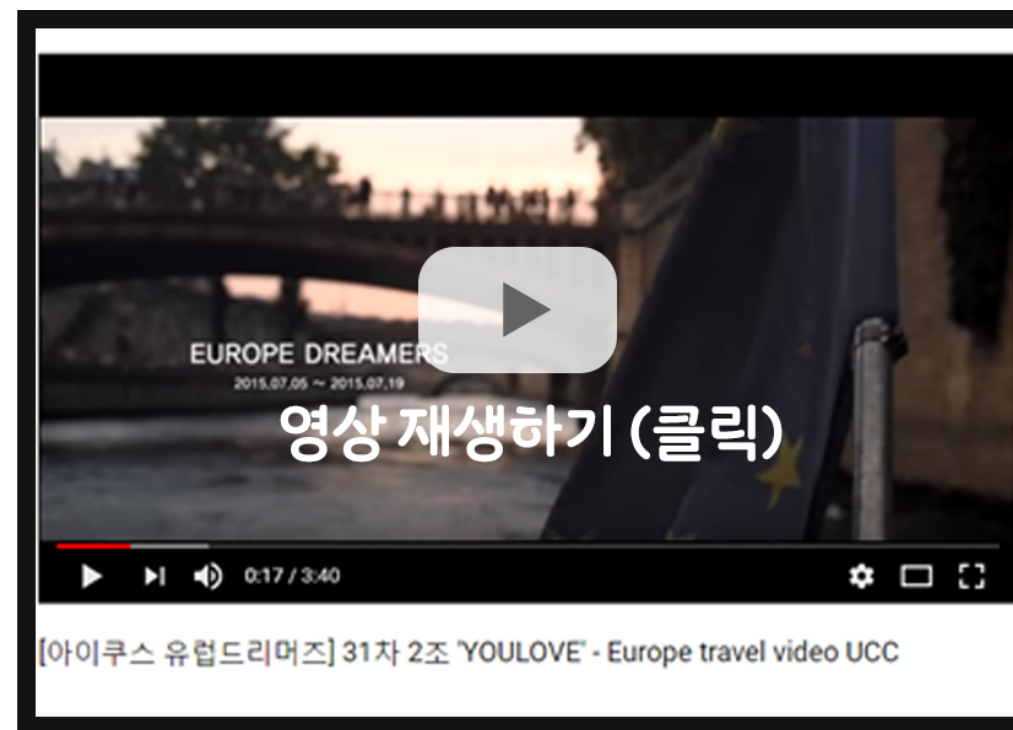 EUROPE DREAMERS
2015.07.05 ~ 2015.07.19
영상 재생하기 (클릭)
0:17 / 3:40
[아이쿠스 유럽드리머즈] 31차 2조 'YOULOVE' - Europe travel video UCC